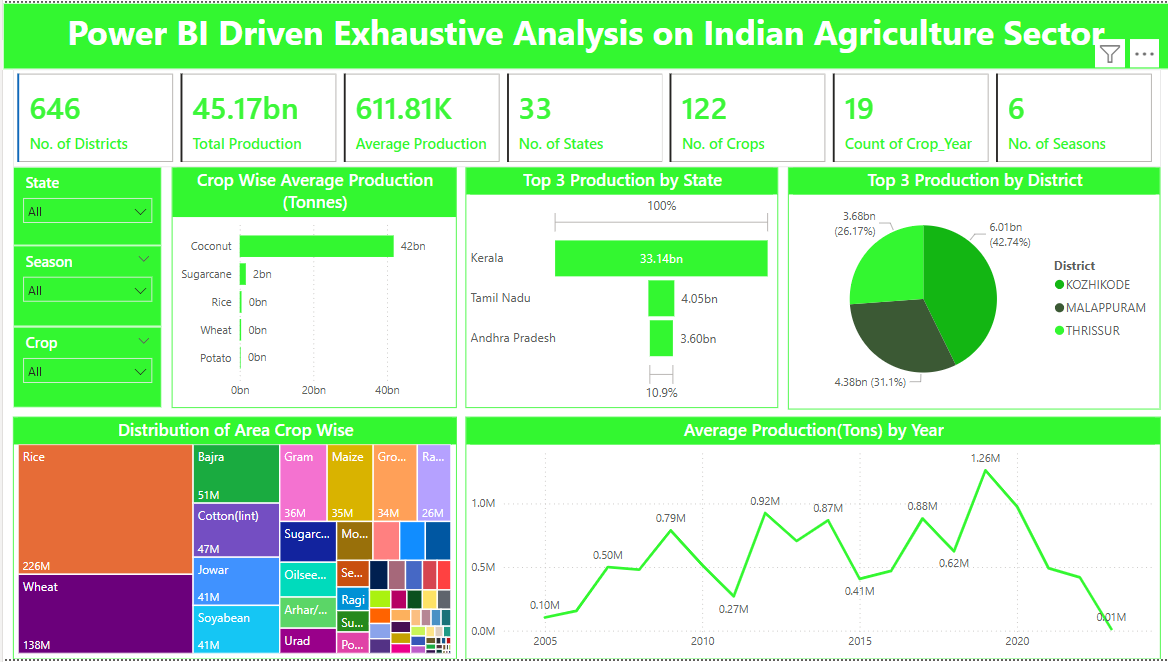 Power BI Driven Exhaustive Analysis on Indian Agriculture Sector
646
No. of Districts
45.17bn
Total Production
611.81K
Average Production
33
No. of States
122
No. of Crops
19
Count of Crop_Year
6
No. of Seasons
State
All
Season
All
Crop
All
Crop Wise Average Production
(Tonnes)
Coconut
42bn
Sugarcane
2bn
Rice
0bn
Wheat
0bn
Potato
0bn
0bn
20bn
40bn
Top 3 Production by State
100%
Kerala
33.14bn
Tamil Nadu
4.05bn
Andhra Pradesh
3.60bn
10.9%
Top 3 Production by District
3.68bn
(26.17%)
6.01bn
(42.74%)
4.38bn (31.1%)
District
KOZHIKODE
MALAPPURAM
THRISSUR
Distribution of Area Crop Wise
Rice
226M
Wheat
138M
Bajra
51M
Cotton(lint)
47M
Jowar
41M
Soyabean
41M
Gram
36M
Maize
35M
Gro...
34M
Ra...
26M
Sugarc...
Mo...
Oilsee...
Se...
Arhar/...
Ragi
Su...
Urad
Po...
Average Production(Tons) by Year
1.0M
0.5M
0.0M
0.10M
0.50M
0.79M
0.27M
0.92M
0.87M
0.41M
0.88M
0.62M
1.26M
0.01M
2005
2010
2015
2020